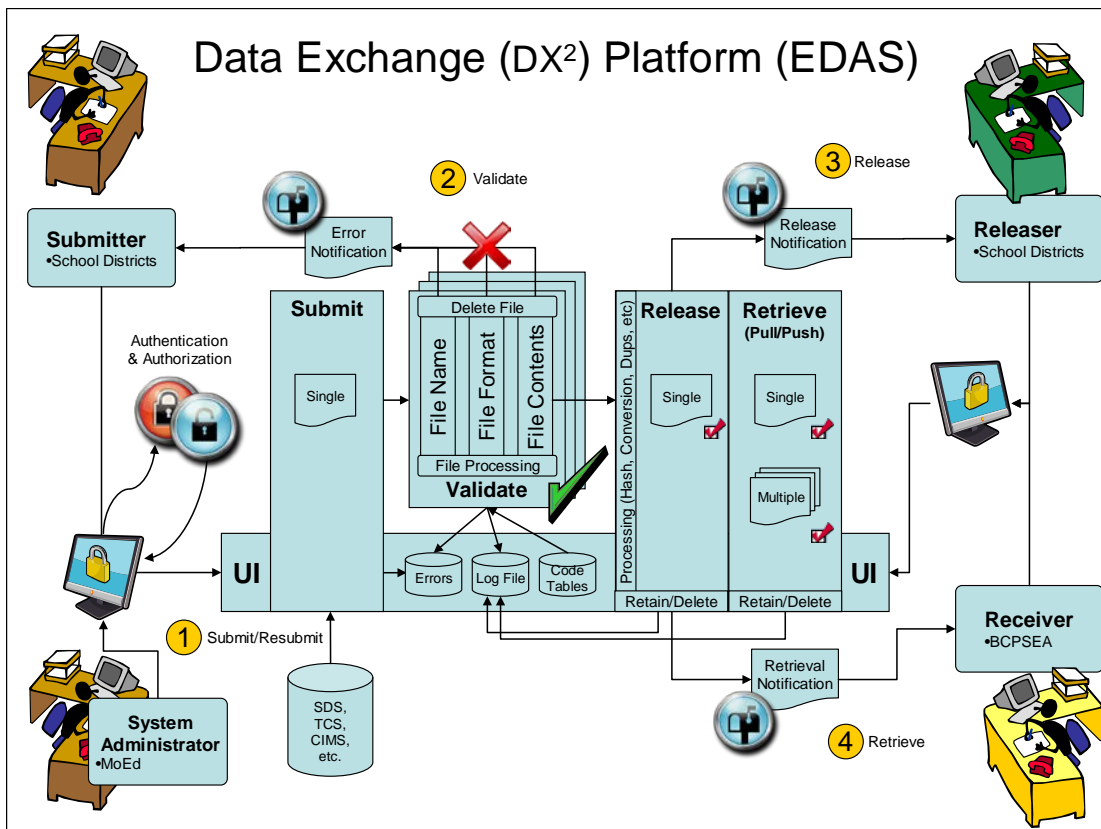 Data Exchange (DX²) Platform (EDAS)
2 Validate
3 Release
Error
Notification
Release
Notification
Submitter
•School Districts
Releaser
•School Districts
Authentication
& Authorization
Submit
Single
Delete File
File Name
File Format
File Contents
File Processing
Validate
Processing (Hash, Conversion, Dups, etc)
Release
Single
Retrieve
(Pull/Push)
Single
Multiple
UI
Errors
Log File
Code
Tables
UI
Retain/Delete
Retain/Delete
1 Submit/Resubmit
Receiver
•BCPSEA
Retrieval
Notification
SDS,
TCS,
CIMS,
etc.
System
Administrator
•MoEd
4 Retrieve